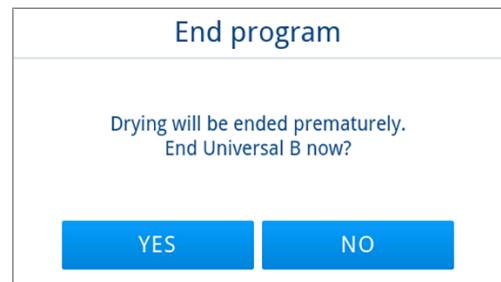 End program
Drying will be ended prematurely.
End Universal B now?
YES
NO